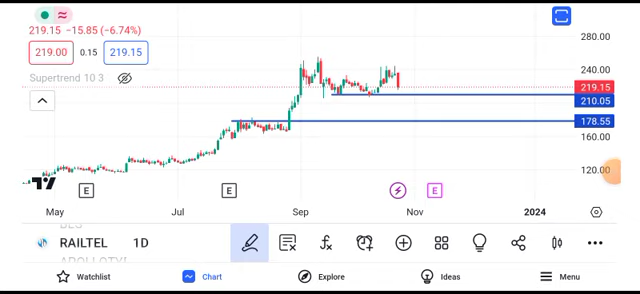 219.15 −15.85 (−6.74%)
280.00
219.00 0.15 219.15
240.00
Supertrend 10 3
219.15
210.05
178.55
160.00
120.00
E E E
May Jul Sep Nov 2024
RAILTEL 1D
Watchlist Chart Explore Ideas Menu